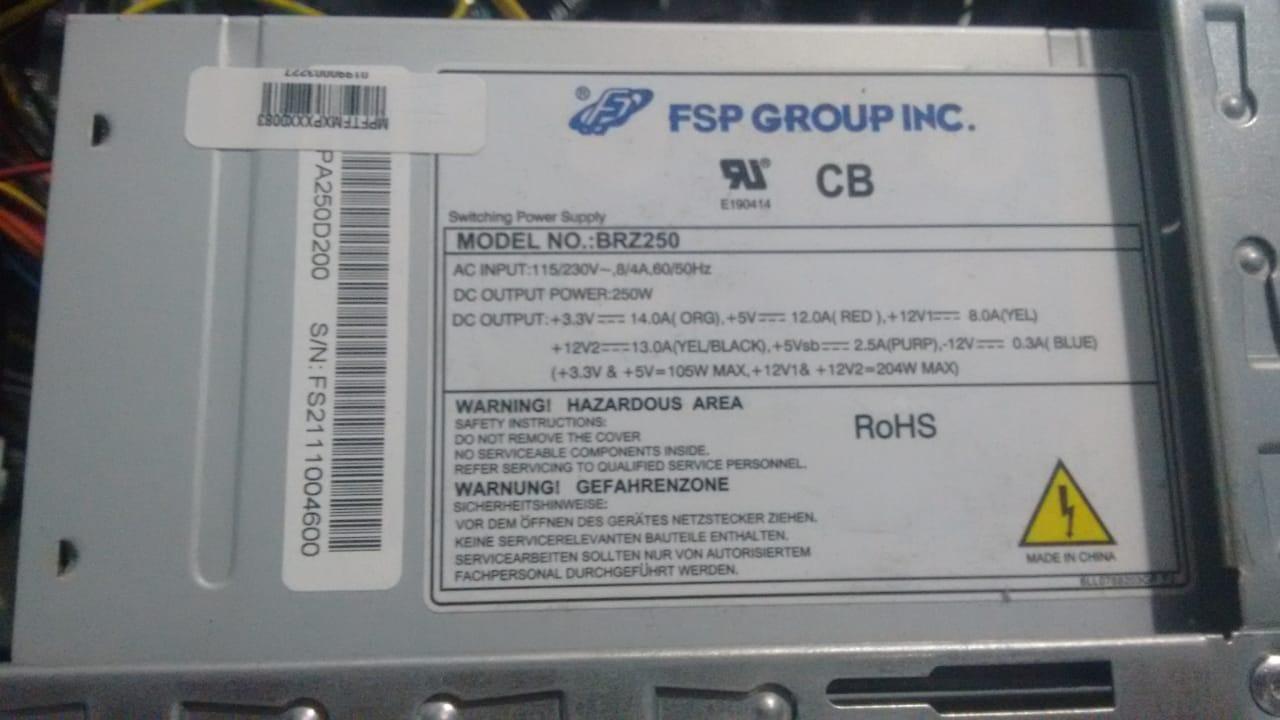 0199003227
MPFTFMXPXXX0083
PA250D200 S/N: FS2111004600
® FSP GROUP INC.
® CB
E190414
Switching Power Supply
MODEL NO.:BRZ250
AC INPUT:115/230V~,8/4A,60/50Hz
DC OUTPUT POWER:250W
DC OUTPUT:+3.3V⎓ 14.0A( ORG),+5V⎓ 12.0A( RED ),+12V1⎓ 8.0A(YEL)
+12V2⎓13.0A(YEL/BLACK),+5Vsb⎓ 2.5A(PURP),-12V⎓ 0.3A( BLUE)
(+3.3V & +5V=105W MAX,+12V1& +12V2=204W MAX)
WARNING! HAZARDOUS AREA
SAFETY INSTRUCTIONS:
DO NOT REMOVE THE COVER
NO SERVICEABLE COMPONENTS INSIDE.
REFER SERVICING TO QUALIFIED SERVICE PERSONNEL.
RoHS
WARNUNG! GEFAHRENZONE
SICHERHEITSHINWEISE:
VOR DEM ÖFFNEN DES GERÄTES NETZSTECKER ZIEHEN.
KEINE SERVICERELEVANTEN BAUTEILE ENTHALTEN.
SERVICEARBEITEN SOLLTEN NUR VON AUTORISIERTEM
FACHPERSONAL DURCHGEFÜHRT WERDEN.
MADE IN CHINA